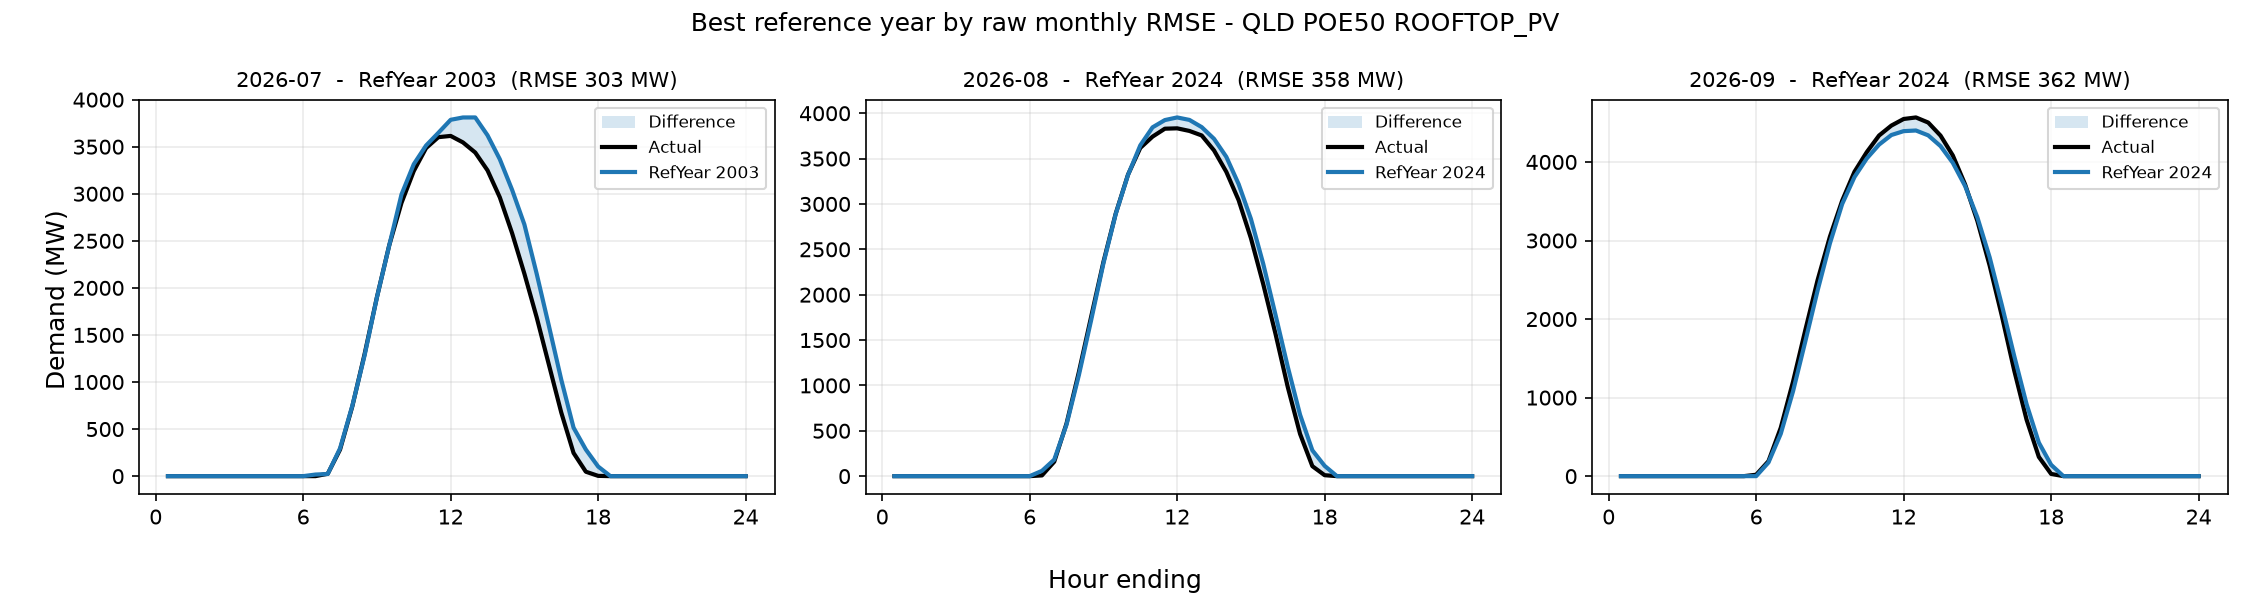 Best reference year by raw monthly RMSE - QLD POE50 ROOFTOP_PV
2026-07 - RefYear 2003 (RMSE 303 MW)
Demand (MW)
4000
3500
3000
2500
2000
1500
1000
500
0
0 6 12 18 24
Difference
Actual
RefYear 2003
2026-08 - RefYear 2024 (RMSE 358 MW)
4000
3500
3000
2500
2000
1500
1000
500
0
0 6 12 18 24
Difference
Actual
RefYear 2024
2026-09 - RefYear 2024 (RMSE 362 MW)
4000
3000
2000
1000
0
0 6 12 18 24
Difference
Actual
RefYear 2024
Hour ending